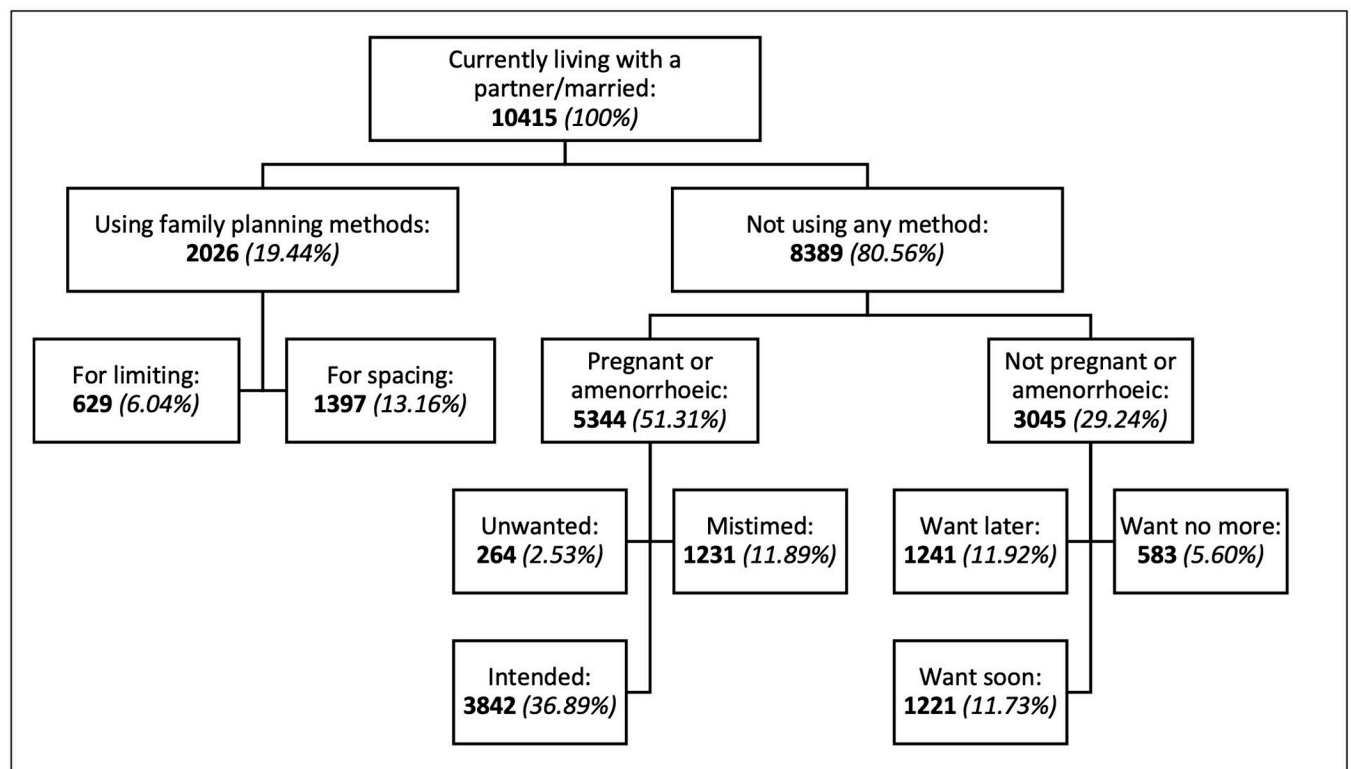 Currently living with a
partner/married:
10415 (100%)
Using family planning methods:
2026 (19.44%)
Not using any method:
8389 (80.56%)
For limiting:
629 (6.04%)
For spacing:
1397 (13.16%)
Pregnant or
amenorrhoeic:
5344 (51.31%)
Not pregnant or
amenorrhoeic:
3045 (29.24%)
Unwanted:
264 (2.53%)
Mistimed:
1231 (11.89%)
Want later:
1241 (11.92%)
Want no more:
583 (5.60%)
Intended:
3842 (36.89%)
Want soon:
1221 (11.73%)